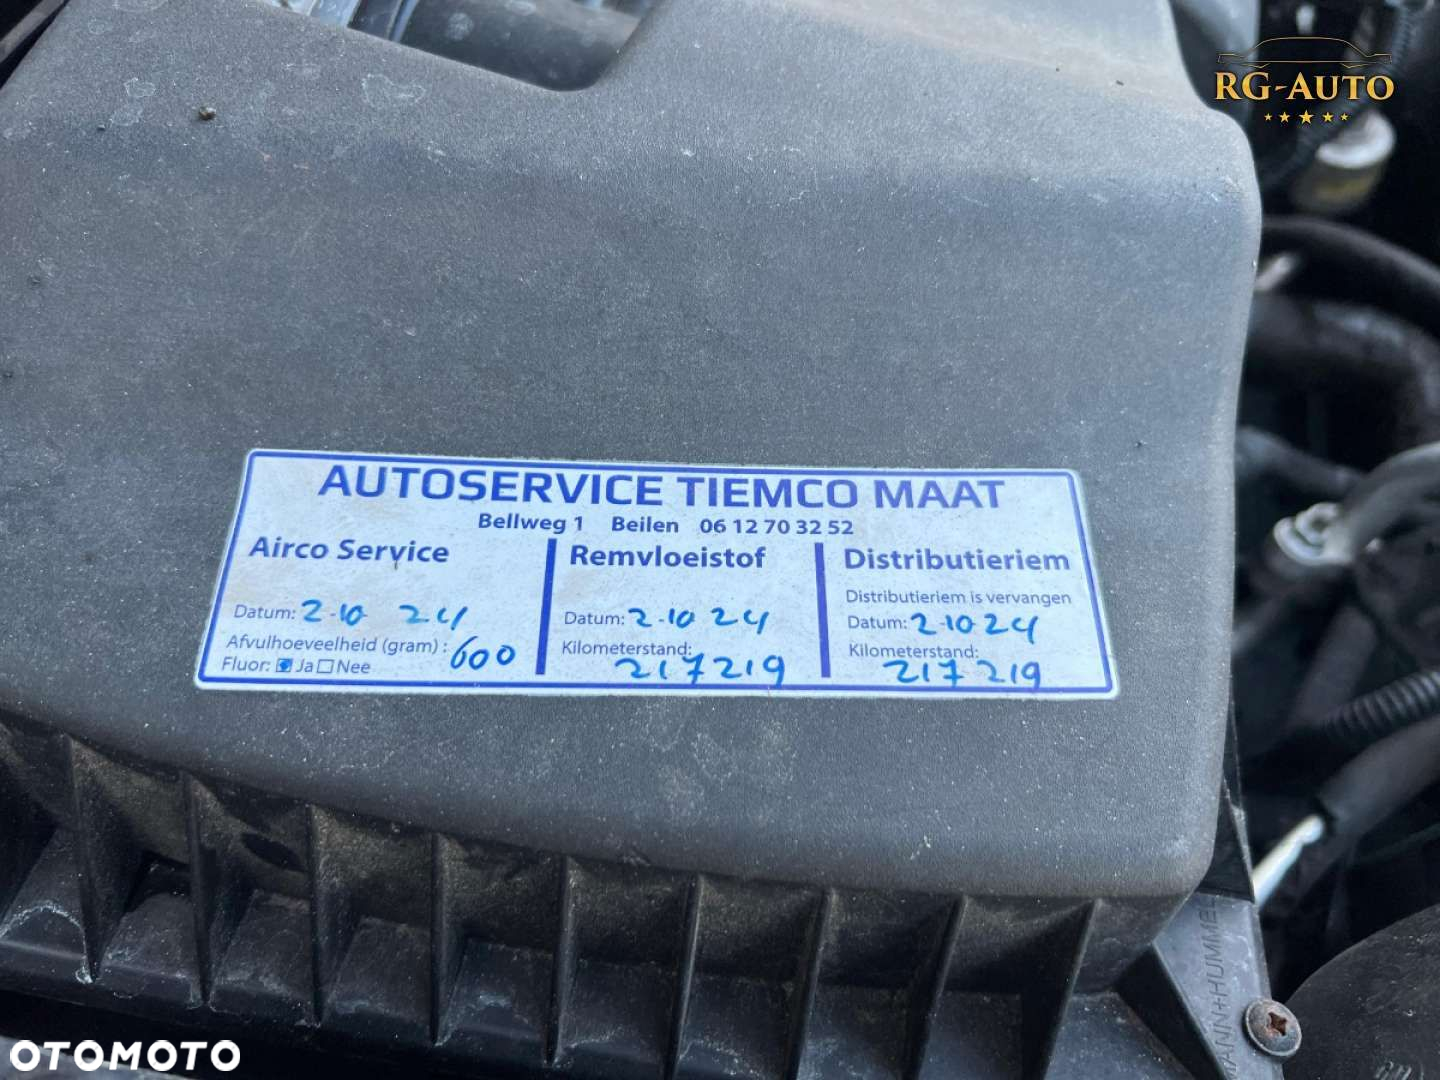 RG-AUTO
AUTOSERVICE TIEMCO MAAT
Bellweg 1 Beilen 06 12 70 32 52
Airco Service
Datum: 2-10 24
Afvulhoeveelheid (gram) : 600
Fluor: Ja Nee
Remvloeistof
Datum: 2-10 24
Kilometerstand:
217219
Distributieriem
Distributieriem is vervangen
Datum: 2-10 24
Kilometerstand:
217 219
OTOMOTO